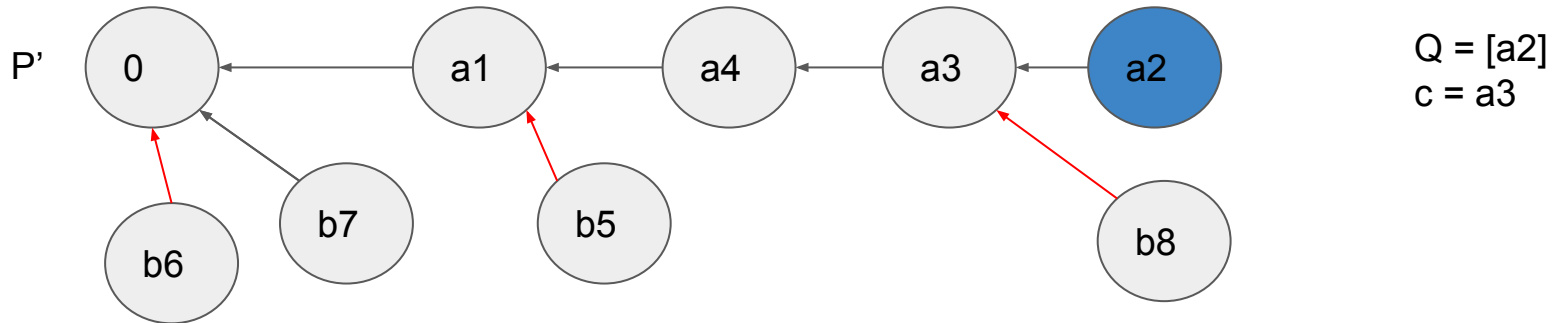 P’
0
a1
a4
a3
a2
Q = [a2]
c = a3
b6
b7
b5
b8